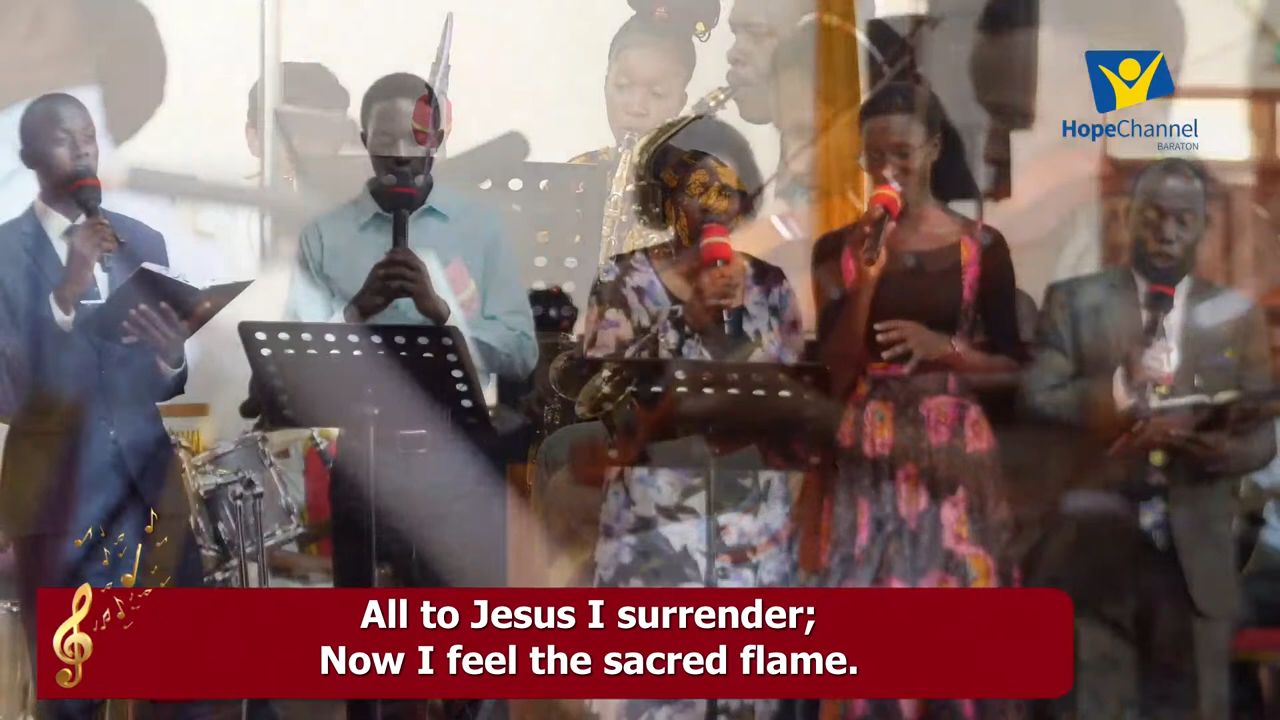 HopeChannel
BARATON
All to Jesus I surrender;
Now I feel the sacred flame.